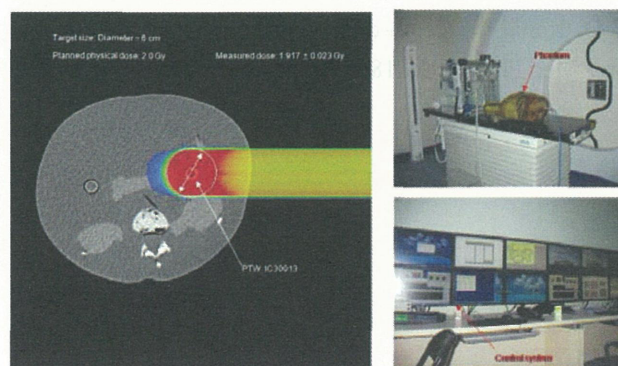 Target size: Diameter = 6 cm
Planned physical dose: 2.0 Gy
Measured dose: 1.917 ± 0.023 Gy
PTW IC30013
Phantom
Control system